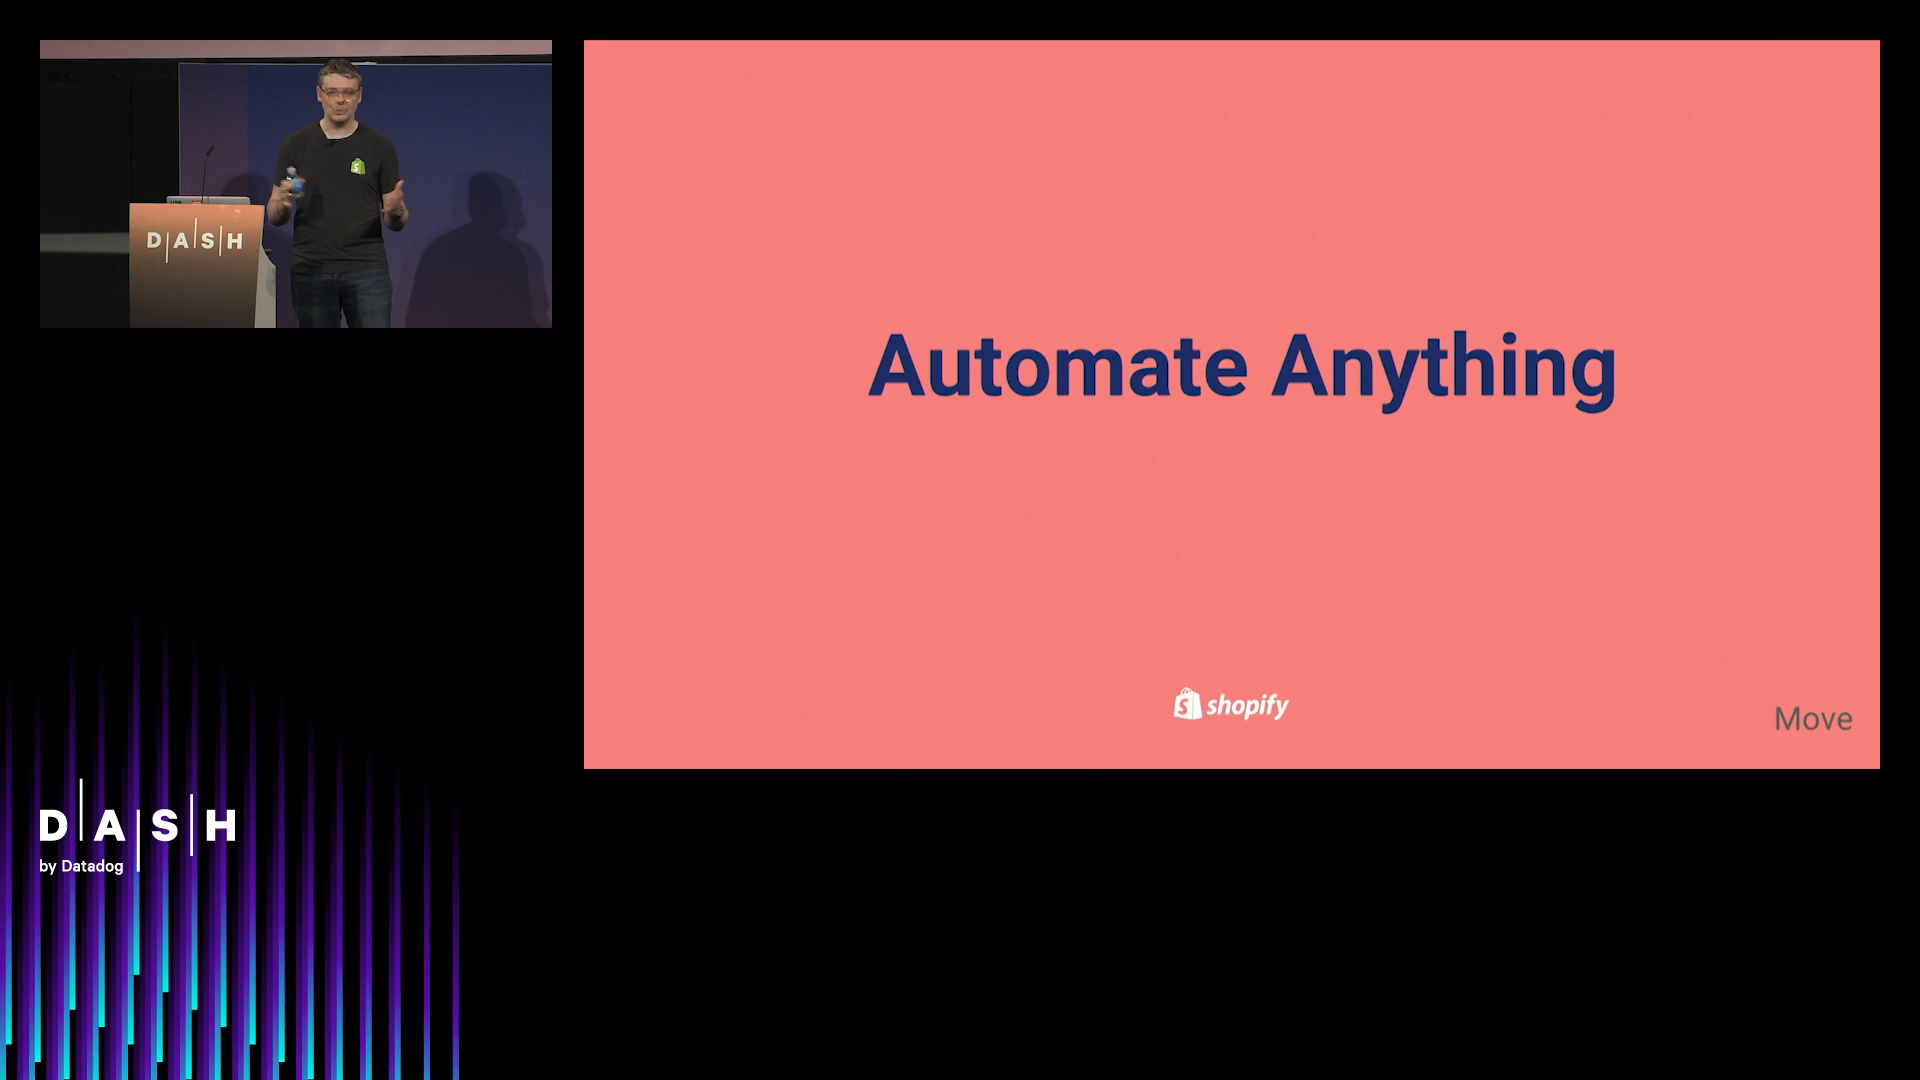 D|A|S|H
Automate Anything
shopify
Move
D|A|S|H
by Datadog